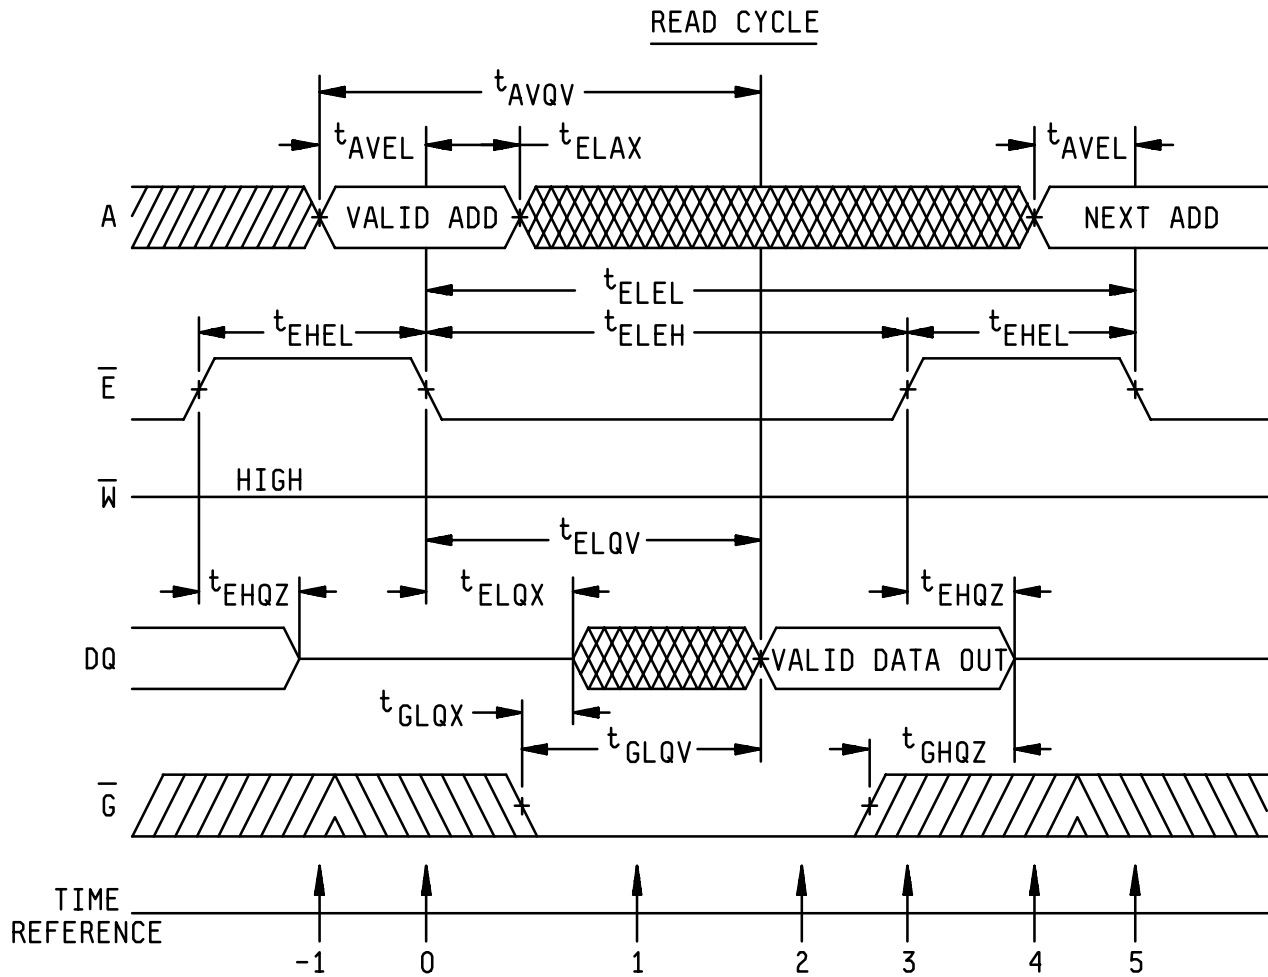 READ CYCLE
tAVQV
tAVEL tELAX tAVEL
A VALID ADD NEXT ADD
tELEL
tEHEL tELEH tEHEL
E̅
HIGH
W̅
tELQV
tEHQZ tELQX tEHQZ
DQ VALID DATA OUT
tGLQX
tGLQV tGHQZ
G̅
TIME
REFERENCE
-1 0 1 2 3 4 5